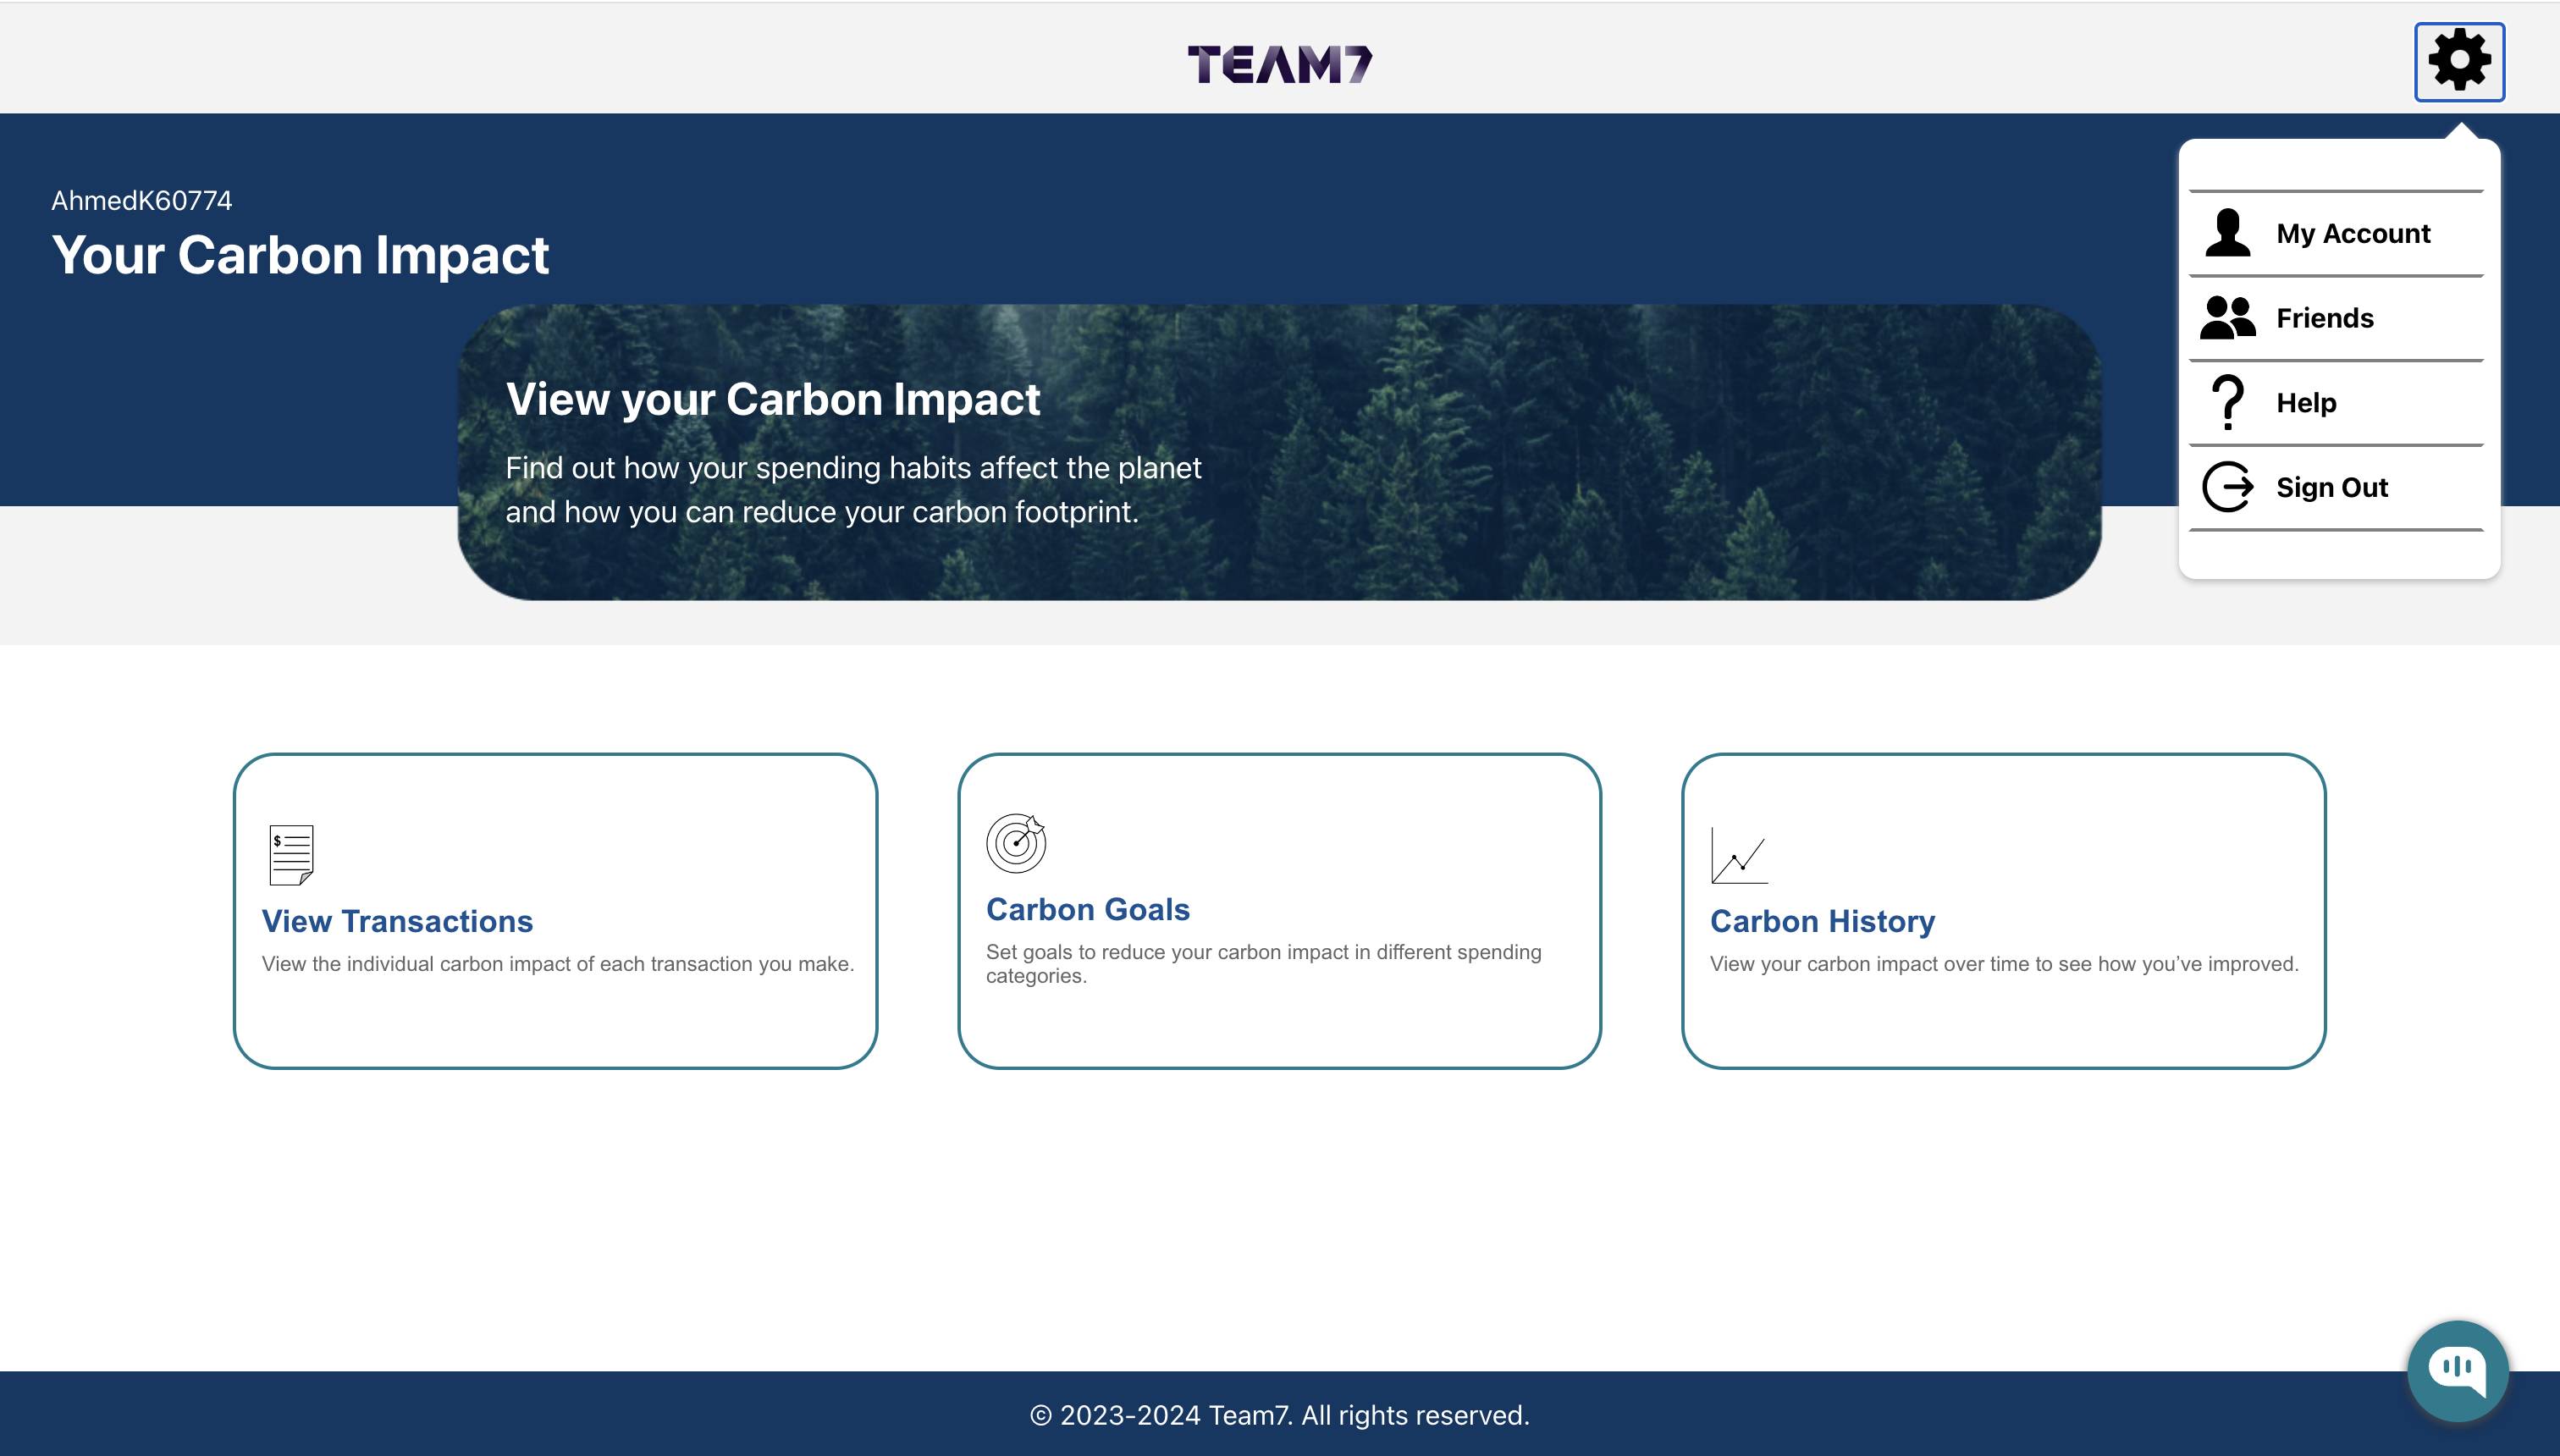 TEAM7
AhmedK60774
Your Carbon Impact
View your Carbon Impact
Find out how your spending habits affect the planet
and how you can reduce your carbon footprint.
My Account
Friends
Help
Sign Out
$
View Transactions
View the individual carbon impact of each transaction you make.
Carbon Goals
Set goals to reduce your carbon impact in different spending
categories.
Carbon History
View your carbon impact over time to see how you’ve improved.
© 2023-2024 Team7. All rights reserved.